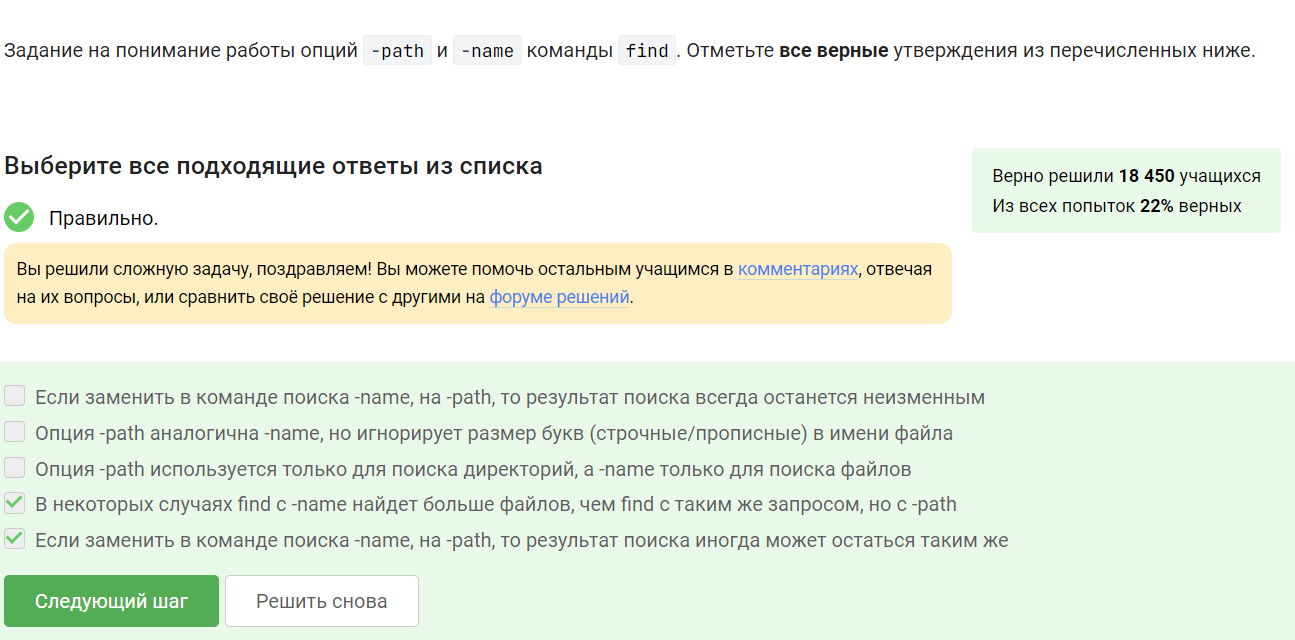 Задание на понимание работы опций -path и -name команды find. Отметьте все верные утверждения из перечисленных ниже.
Выберите все подходящие ответы из списка
Верно решили 18 450 учащихся
Из всех попыток 22% верных
Правильно.
Вы решили сложную задачу, поздравляем! Вы можете помочь остальным учащимся в комментариях, отвечая
на их вопросы, или сравнить своё решение с другими на форуме решений.
Если заменить в команде поиска -name, на -path, то результат поиска всегда останется неизменным
Опция -path аналогична -name, но игнорирует размер букв (строчные/прописные) в имени файла
Опция -path используется только для поиска директорий, а -name только для поиска файлов
В некоторых случаях find с -name найдет больше файлов, чем find с таким же запросом, но с -path
Если заменить в команде поиска -name, на -path, то результат поиска иногда может остаться таким же
Следующий шаг
Решить снова